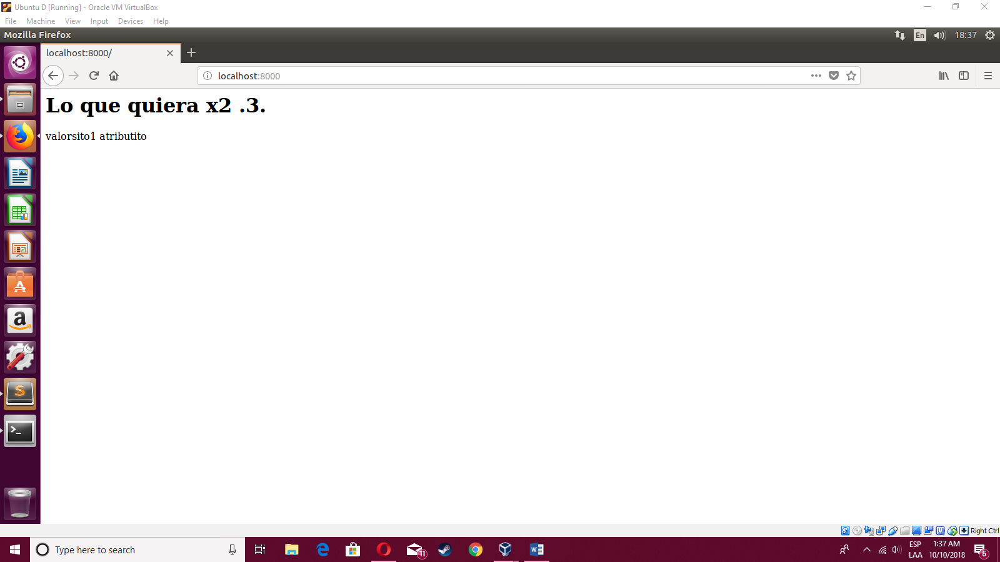 Ubuntu D [Running] - Oracle VM VirtualBox
File Machine View Input Devices Help
Mozilla Firefox
En
18:37
localhost:8000/
localhost:8000
Lo que quiera x2 .3.
valorsito1 atributito
Right Ctrl
Type here to search
11
ESP
LAA
1:37 AM
10/10/2018
6